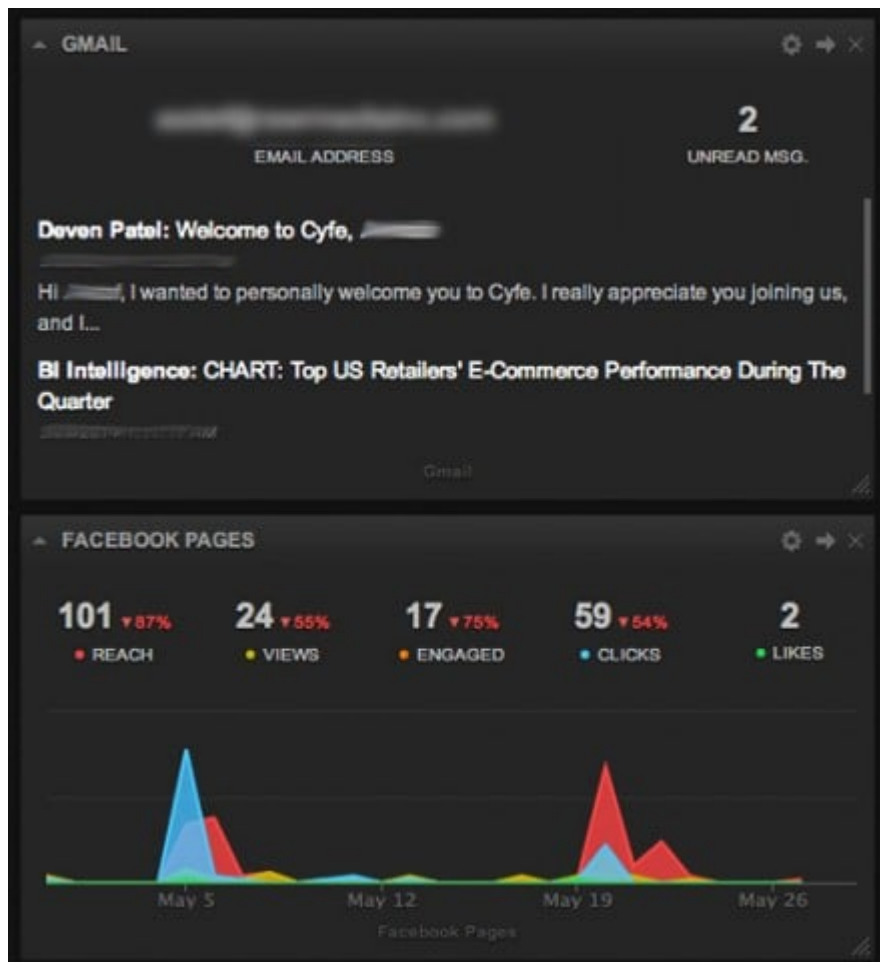 GMAIL
2
EMAIL ADDRESS
UNREAD MSG.
Deven Patel: Welcome to Cyfe,
Hi , I wanted to personally welcome you to Cyfe. I really appreciate you joining us,
and I...
BI Intelligence: CHART: Top US Retailers' E-Commerce Performance During The
Quarter
Gmail
FACEBOOK PAGES
101 ▼87% 24 ▼55% 17 ▼75% 59 ▼54% 2
REACH VIEWS ENGAGED CLICKS LIKES
May 5 May 12 May 19 May 26
Facebook Pages